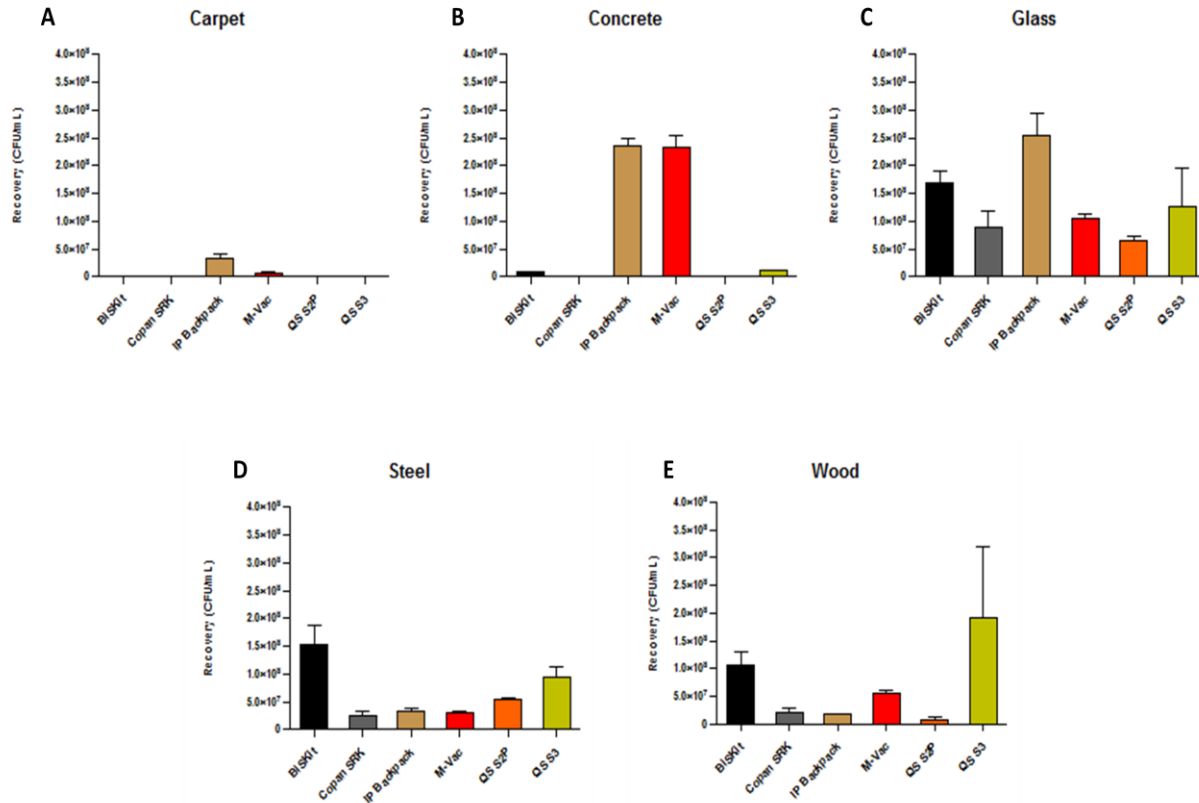 A Carpet
4.0×10⁸
3.5×10⁸
3.0×10⁸
2.5×10⁸
2.0×10⁸
1.5×10⁸
1.0×10⁸
5.0×10⁷
0
Recovery (CFU/mL)
BiSKit
Copan SRK
IP Backpack
M-Vac
QS S2P
QS S3
B Concrete
4.0×10⁸
3.5×10⁸
3.0×10⁸
2.5×10⁸
2.0×10⁸
1.5×10⁸
1.0×10⁸
5.0×10⁷
0
Recovery (CFU/mL)
BiSKit
Copan SRK
IP Backpack
M-Vac
QS S2P
QS S3
C Glass
4.0×10⁸
3.5×10⁸
3.0×10⁸
2.5×10⁸
2.0×10⁸
1.5×10⁸
1.0×10⁸
5.0×10⁷
0
Recovery (CFU/mL)
BiSKit
Copan SRK
IP Backpack
M-Vac
QS S2P
QS S3
D Steel
4.0×10⁸
3.5×10⁸
3.0×10⁸
2.5×10⁸
2.0×10⁸
1.5×10⁸
1.0×10⁸
5.0×10⁷
0
Recovery (CFU/mL)
BiSKit
Copan SRK
IP Backpack
M-Vac
QS S2P
QS S3
E Wood
4.0×10⁸
3.5×10⁸
3.0×10⁸
2.5×10⁸
2.0×10⁸
1.5×10⁸
1.0×10⁸
5.0×10⁷
0
Recovery (CFU/mL)
BiSKit
Copan SRK
IP Backpack
M-Vac
QS S2P
QS S3